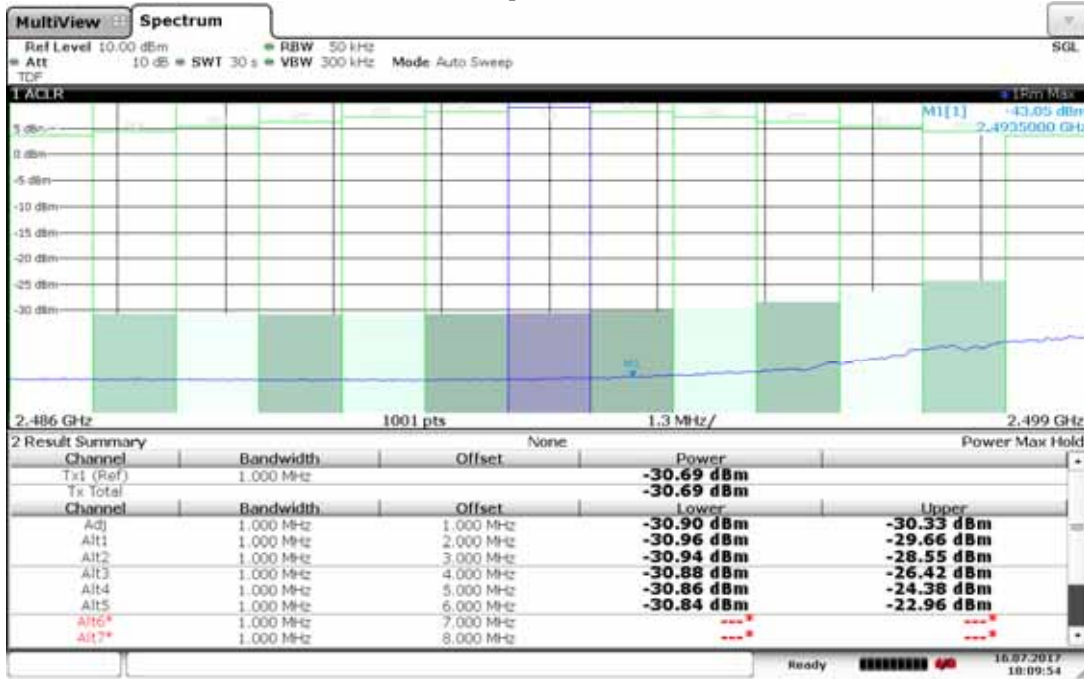 MultiView Spectrum
Ref Level 10.00 dBm RBW 50 kHz SGL
Att 10 dB SWT 30 s VBW 300 kHz Mode Auto Sweep
TDF
1 ACLR 1Rm Max
M1[1] -43.05 dBm
2.4935000 GHz
5 dBm
0 dBm
-5 dBm
-10 dBm
-15 dBm
-20 dBm
-25 dBm
-30 dBm
M1
2.486 GHz 1001 pts 1.3 MHz/ 2.499 GHz
2 Result Summary None Power Max Hold
Channel Bandwidth Offset Power
Tx1 (Ref) 1.000 MHz -30.69 dBm
Tx Total -30.69 dBm
Channel Bandwidth Offset Lower Upper
Adj 1.000 MHz 1.000 MHz -30.90 dBm -30.33 dBm
Alt1 1.000 MHz 2.000 MHz -30.96 dBm -29.66 dBm
Alt2 1.000 MHz 3.000 MHz -30.94 dBm -28.55 dBm
Alt3 1.000 MHz 4.000 MHz -30.88 dBm -26.42 dBm
Alt4 1.000 MHz 5.000 MHz -30.86 dBm -24.38 dBm
Alt5 1.000 MHz 6.000 MHz -30.84 dBm -22.96 dBm
Alt6* 1.000 MHz 7.000 MHz ---* ---*
Alt7* 1.000 MHz 8.000 MHz ---* ---*
Ready 16.07.2017
18:09:54